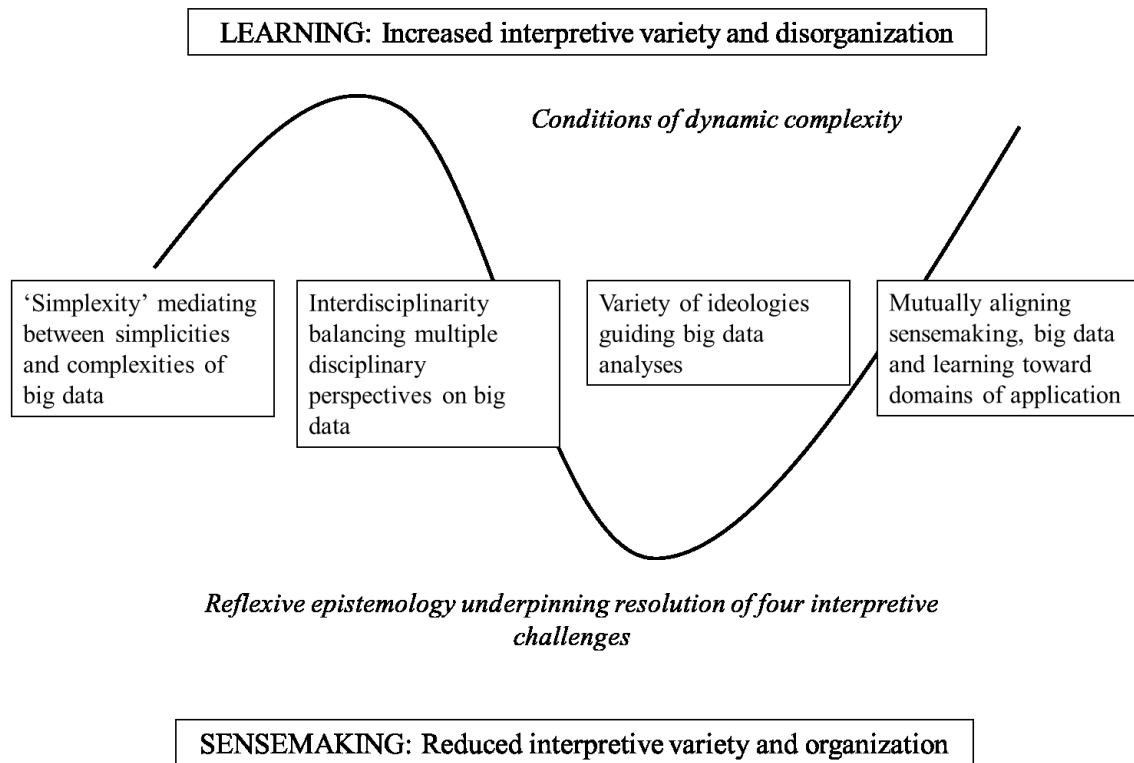 LEARNING: Increased interpretive variety and disorganization
Conditions of dynamic complexity
‘Simplexity’ mediating
between simplicities
and complexities of
big data
Interdisciplinarity
balancing multiple
disciplinary
perspectives on big
data
Variety of ideologies
guiding big data
analyses
Mutually aligning
sensemaking, big data
and learning toward
domains of application
Reflexive epistemology underpinning resolution of four interpretive
challenges
SENSEMAKING: Reduced interpretive variety and organization